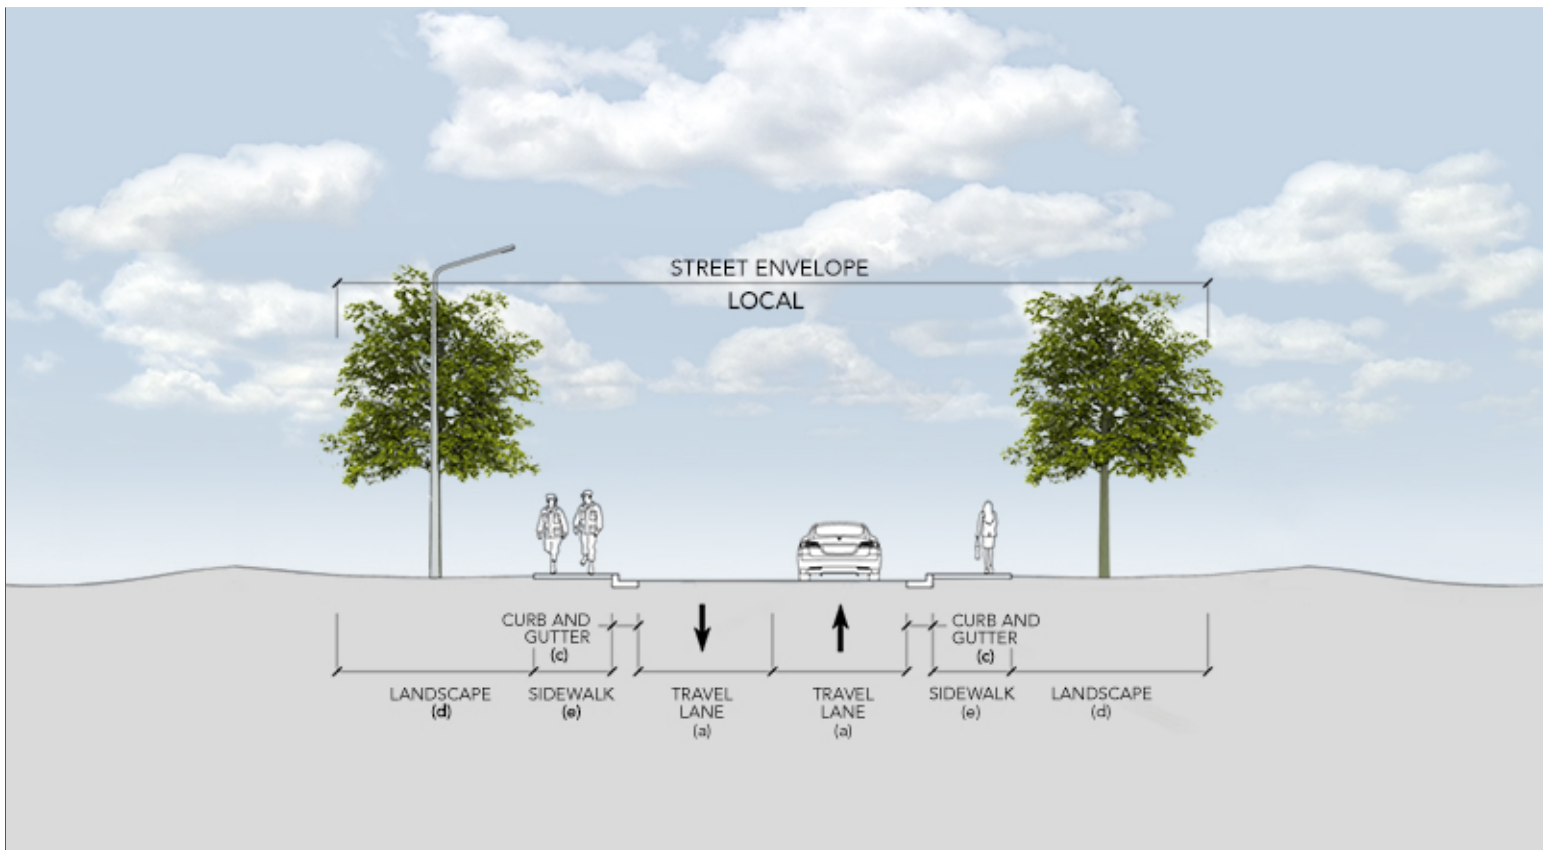 STREET ENVELOPE
LOCAL
CURB AND
GUTTER
(c)
CURB AND
GUTTER
(c)
LANDSCAPE
(d)
SIDEWALK
(e)
TRAVEL
LANE
(a)
TRAVEL
LANE
(a)
SIDEWALK
(e)
LANDSCAPE
(d)